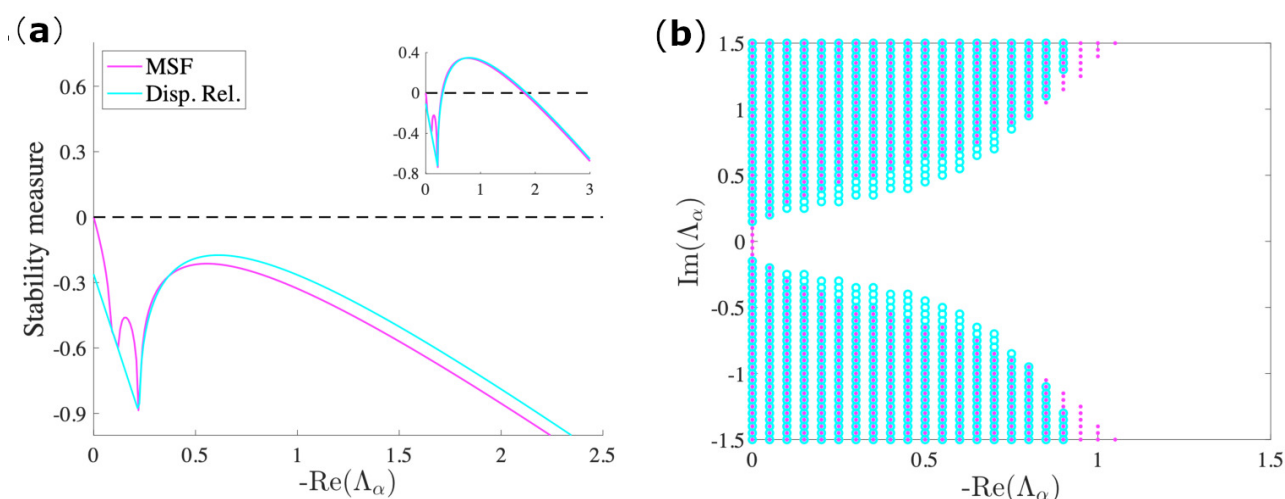 (a)
0.6
0.3
0
-0.3
-0.6
-0.9
Stability measure
MSF
Disp. Rel.
0.4
0
-0.4
-0.8
0 1 2 3
0 0.5 1 1.5 2 2.5
-Re(Λα)
(b)
1.5
1
0.5
0
-0.5
-1
-1.5
Im(Λα)
0 0.5 1 1.5
-Re(Λα)